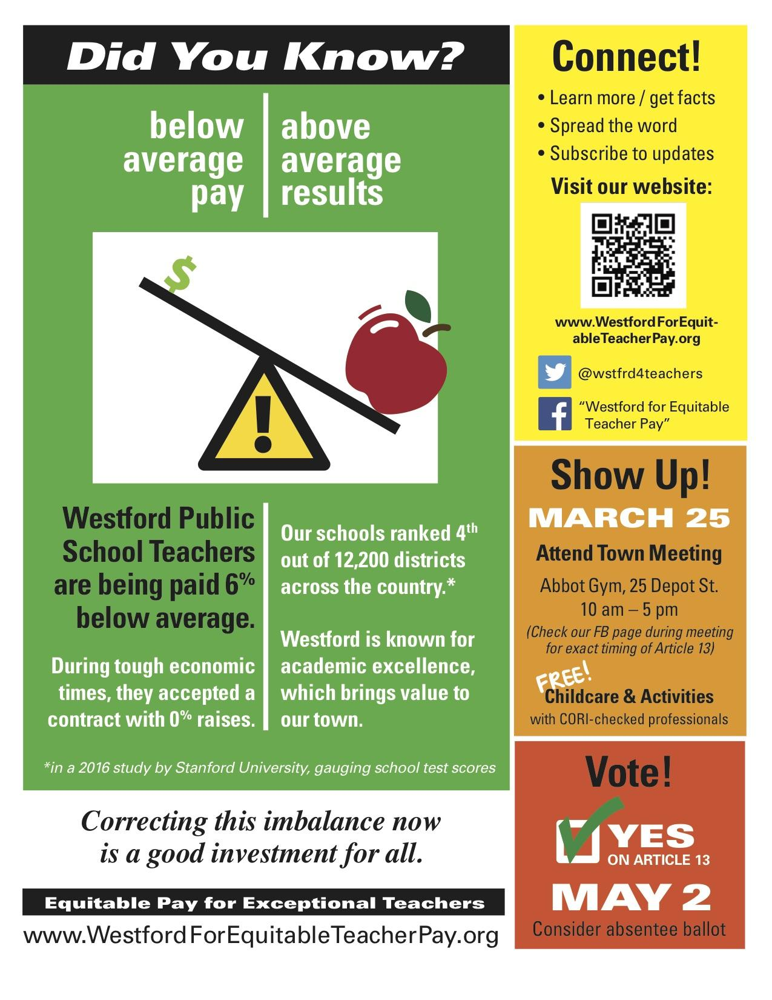 Did You Know?
below
average
pay
above
average
results
$
!
Westford Public
School Teachers
are being paid 6%
below average.
During tough economic
times, they accepted a
contract with 0% raises.
Our schools ranked 4th
out of 12,200 districts
across the country.*
Westford is known for
academic excellence,
which brings value to
our town.
*in a 2016 study by Stanford University, gauging school test scores
Correcting this imbalance now
is a good investment for all.
Equitable Pay for Exceptional Teachers
www.WestfordForEquitableTeacherPay.org
Connect!
• Learn more / get facts
• Spread the word
• Subscribe to updates
Visit our website:
www.WestfordForEquit-
ableTeacherPay.org
@wstfrd4teachers
f
“Westford for Equitable
Teacher Pay”
Show Up!
MARCH 25
Attend Town Meeting
Abbot Gym, 25 Depot St.
10 am – 5 pm
(Check our FB page during meeting
for exact timing of Article 13)
FREE!
Childcare & Activities
with CORI-checked professionals
Vote!
YES
ON ARTICLE 13
MAY 2
Consider absentee ballot